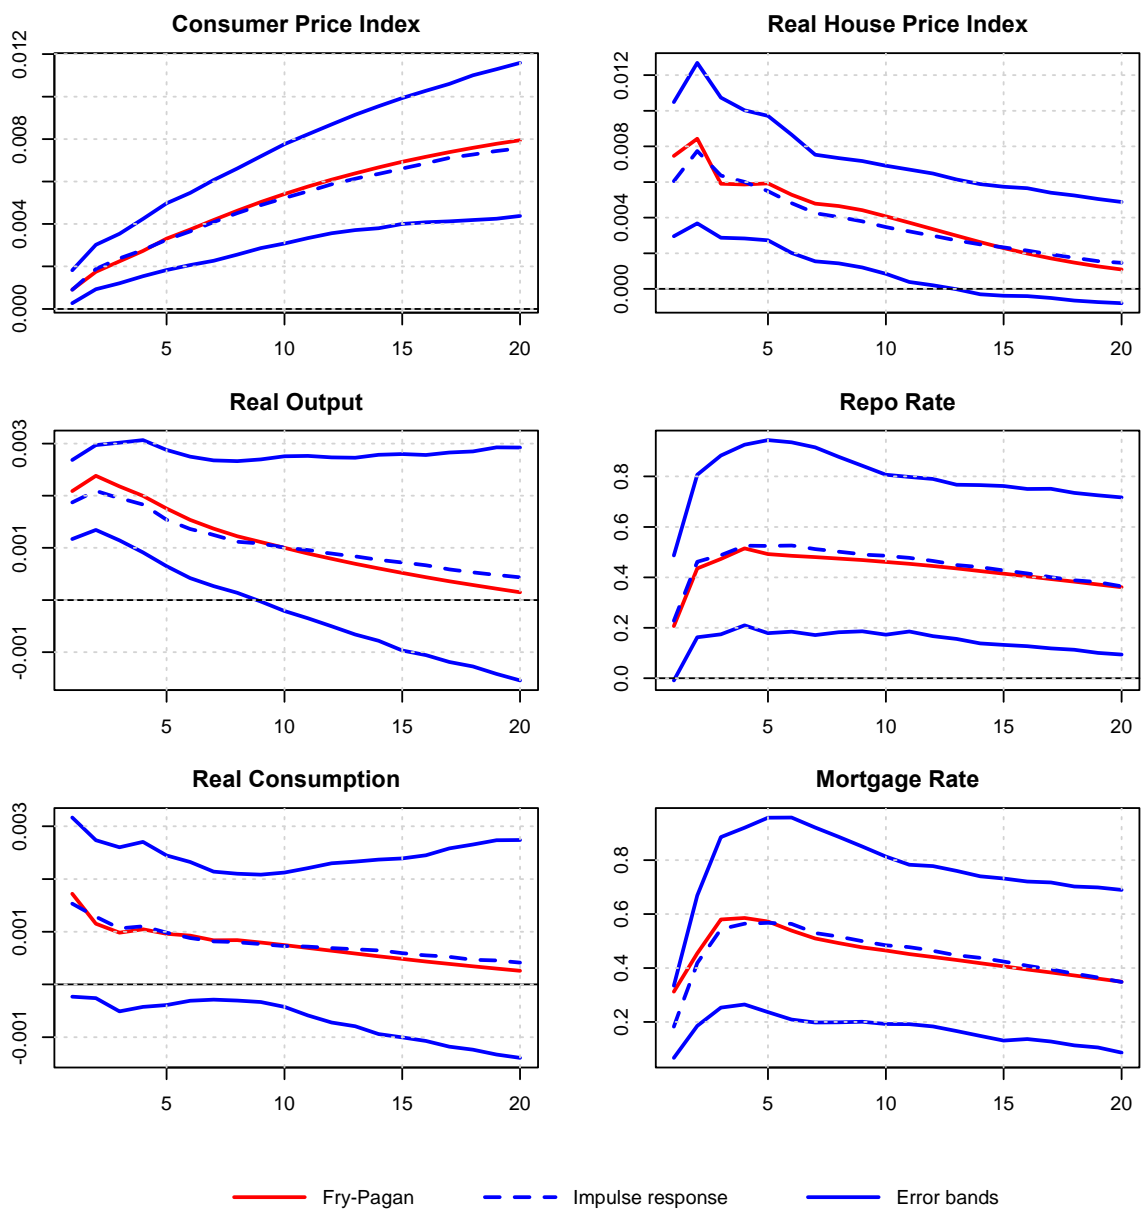 Consumer Price Index
0.000 0.004 0.008 0.012
5 10 15 20
Real House Price Index
0.000 0.004 0.008 0.012
5 10 15 20
Real Output
-0.001 0.001 0.003
5 10 15 20
Repo Rate
0.0 0.2 0.4 0.6 0.8
5 10 15 20
Real Consumption
-0.001 0.001 0.003
5 10 15 20
Mortgage Rate
0.2 0.4 0.6 0.8
5 10 15 20
Fry-Pagan Impulse response Error bands